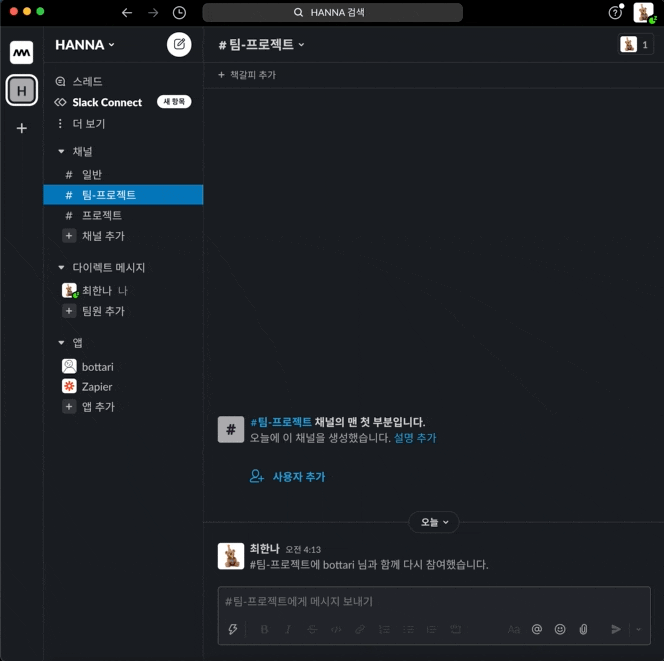 HANNA 검색
H
HANNA
스레드
Slack Connect 새 항목
더 보기
채널
# 일반
# 팀-프로젝트
# 프로젝트
+ 채널 추가
다이렉트 메시지
최한나 나
+ 팀원 추가
앱
bottari
Zapier
+ 앱 추가
# 팀-프로젝트
1
+ 책갈피 추가
#
#팀-프로젝트 채널의 맨 첫 부분입니다.
오늘에 이 채널을 생성했습니다. 설명 추가
사용자 추가
오늘
최한나 오전 4:13
#팀-프로젝트에 bottari 님과 함께 다시 참여했습니다.
#팀-프로젝트에게 메시지 보내기
B I S </> Aa @